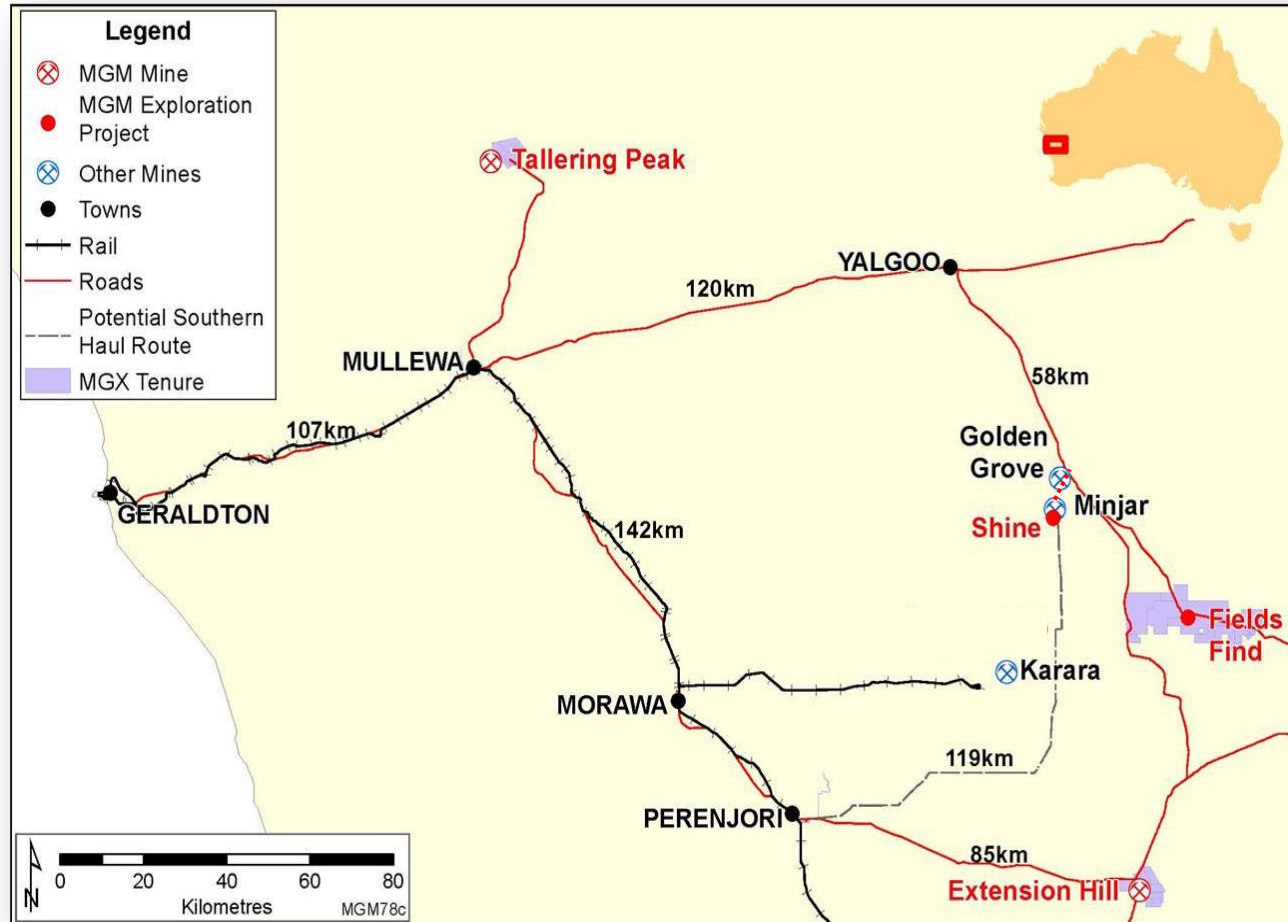 Legend
MGM Mine
MGM Exploration
Project
Other Mines
Towns
Rail
Roads
Potential Southern
Haul Route
MGX Tenure
Tallering Peak
YALGOO
120km
MULLEWA
58km
107km
Golden
Grove
GERALDTON
Minjar
Shine
142km
Fields
Find
Karara
MORAWA
119km
PERENJORI
85km
Extension Hill
N
0 20 40 60 80
Kilometres
MGM78c